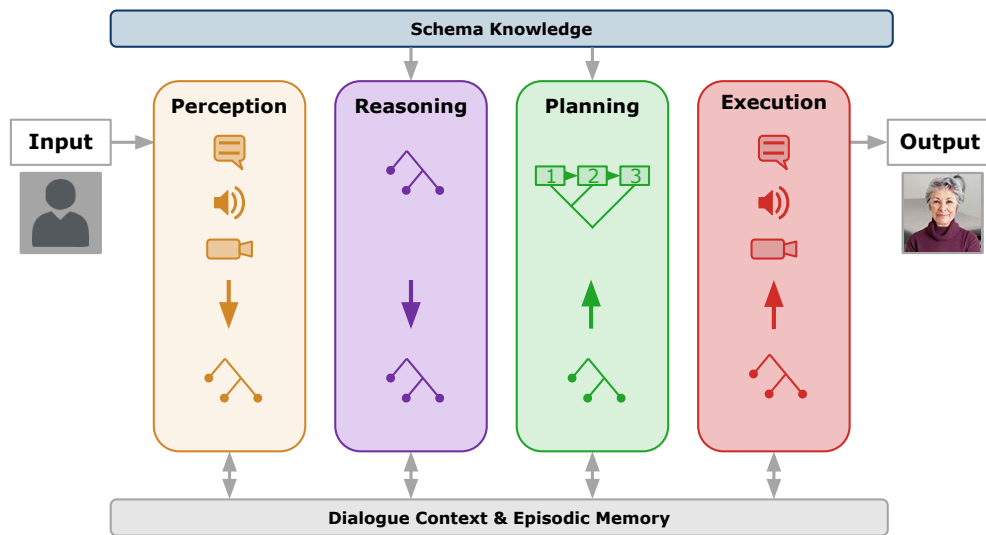 Schema Knowledge
Perception
Reasoning
Planning
Execution
Input
Output
1
2
3
Dialogue Context & Episodic Memory